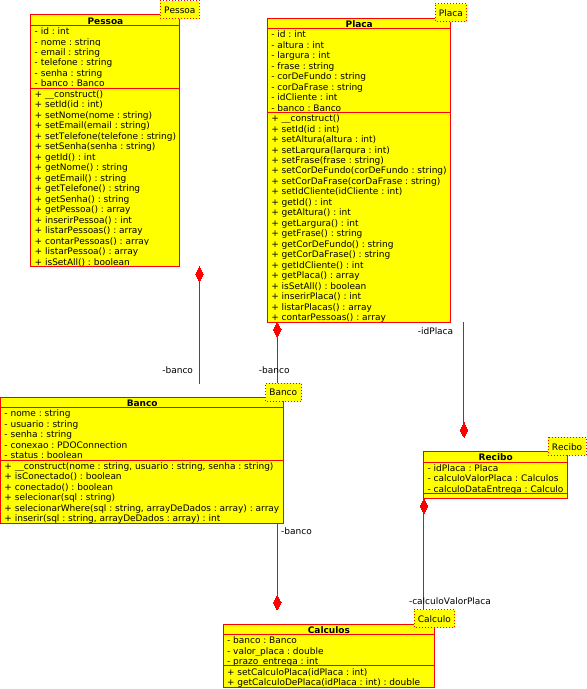 Pessoa
Pessoa
- id : int
- nome : string
- email : string
- telefone : string
- senha : string
- banco : Banco
+ __construct()
+ setId(id : int)
+ setNome(nome : string)
+ setEmail(email : string)
+ setTelefone(telefone : string)
+ setSenha(senha : string)
+ getId() : int
+ getNome() : string
+ getEmail() : string
+ getTelefone() : string
+ getSenha() : string
+ getPessoa() : array
+ inserirPessoa() : int
+ listarPessoas() : array
+ contarPessoas() : array
+ listarPessoa() : array
+ isSetAll() : boolean
Placa
Placa
- id : int
- altura : int
- largura : int
- frase : string
- corDeFundo : string
- corDaFrase : string
- idCliente : int
- banco : Banco
+ __construct()
+ setId(id : int)
+ setAltura(altura : int)
+ setLargura(largura : int)
+ setFrase(frase : string)
+ setCorDeFundo(corDeFundo : string)
+ setCorDaFrase(corDaFrase : string)
+ setIdCliente(idCliente : int)
+ getId() : int
+ getAltura() : int
+ getLargura() : int
+ getFrase() : string
+ getCorDeFundo() : string
+ getCorDaFrase() : string
+ getIdCliente() : int
+ getPlaca() : array
+ isSetAll() : boolean
+ inserirPlaca() : int
+ listarPlacas() : array
+ contarPessoas() : array
-idPlaca
-banco
-banco
Banco
Banco
- nome : string
- usuario : string
- senha : string
- conexao : PDOConnection
- status : boolean
+ __construct(nome : string, usuario : string, senha : string)
+ isConectado() : boolean
+ conectado() : boolean
+ selecionar(sql : string)
+ selecionarWhere(sql : string, arrayDeDados : array) : array
+ inserir(sql : string, arrayDeDados : array) : int
Recibo
Recibo
- idPlaca : Placa
- calculoValorPlaca : Calculos
- calculoDataEntrega : Calculo
-banco
-calculoValorPlaca
Calculo
Calculos
- banco : Banco
- valor_placa : double
- prazo_entrega : int
+ setCalculoPlaca(idPlaca : int)
+ getCalculoDePlaca(idPlaca : int) : double